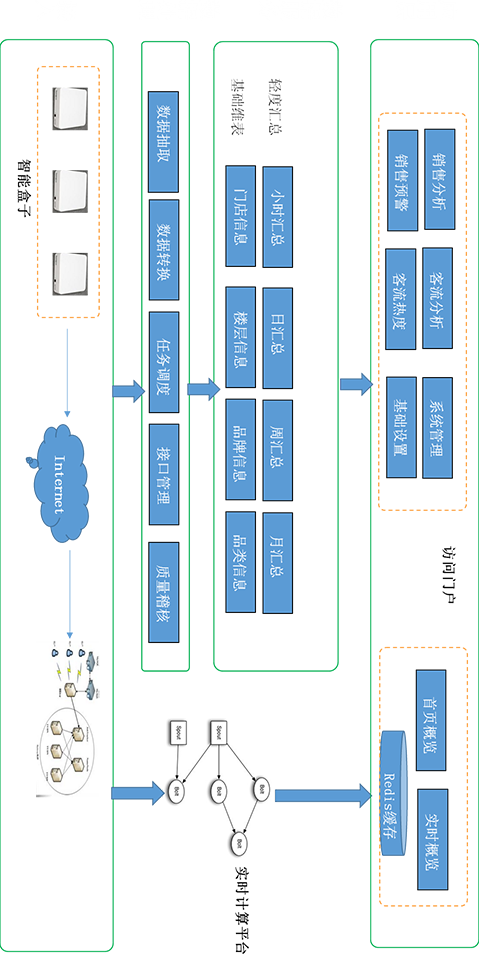 销售分析
客流分析
系统管理
销售预警
客流热度
基础设置
访问门户
首页概览
实时概览
Redis缓存
轻度汇总
小时汇总
日汇总
周汇总
月汇总
基础维表
门店信息
楼层信息
品牌信息
品类信息
数据抽取
数据转换
任务调度
接口管理
质量稽核
Bolt
Bolt
Spout
Bolt
Spout
Bolt
实时计算平台
Internet
智能盒子